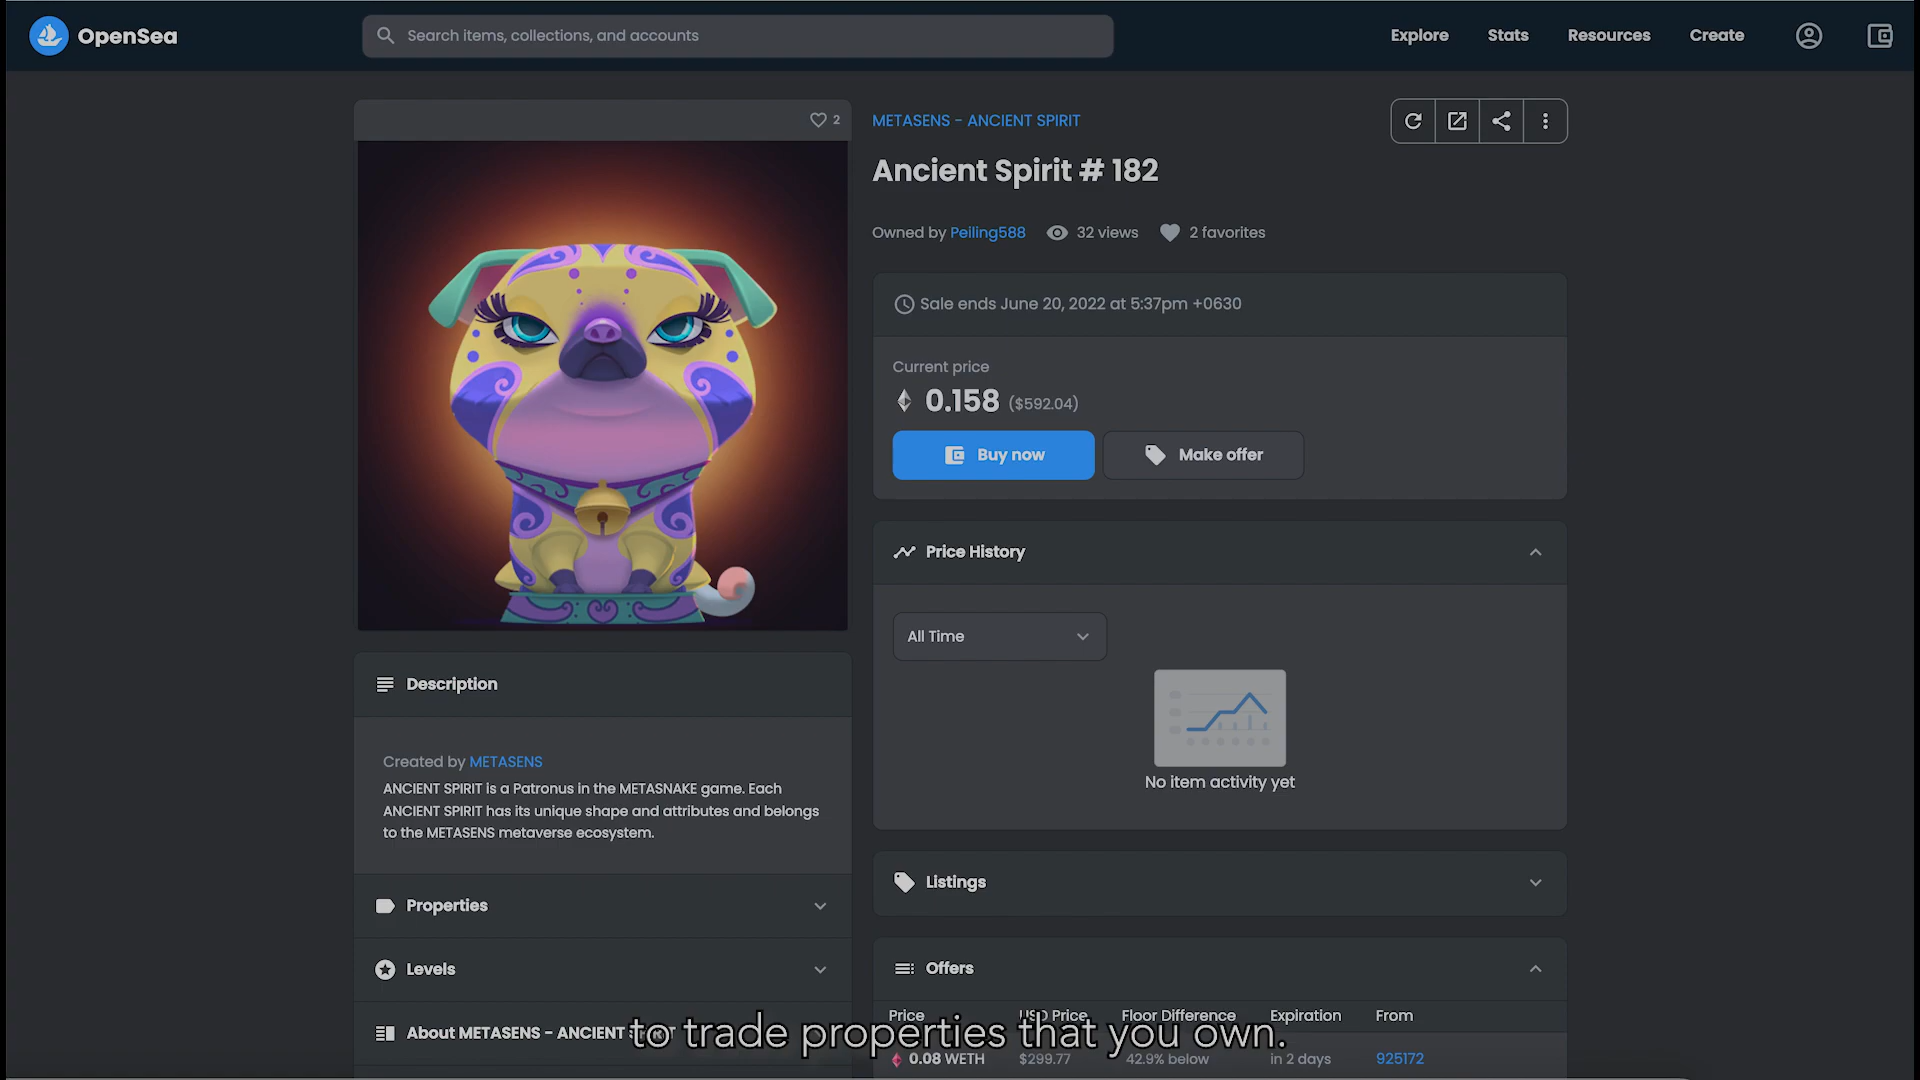 OpenSea
Search items, collections, and accounts
Explore
Stats
Resources
Create
2
METASENS - ANCIENT SPIRIT
Ancient Spirit # 182
Owned by Peiling588
32 views
2 favorites
Sale ends June 20, 2022 at 5:37pm +0630
Current price
0.158 ($592.04)
Buy now
Make offer
Price History
All Time
No item activity yet
Description
Created by METASENS
ANCIENT SPIRIT is a Patronus in the METASNAKE game. Each
ANCIENT SPIRIT has its unique shape and attributes and belongs
to the METASENS metaverse ecosystem.
Properties
Levels
About METASENS - ANCIENT SPIRIT
Listings
Offers
Price USD Price Floor Difference Expiration From
0.08 WETH $299.77 42.9% below in 2 days 925172
to trade properties that you own.